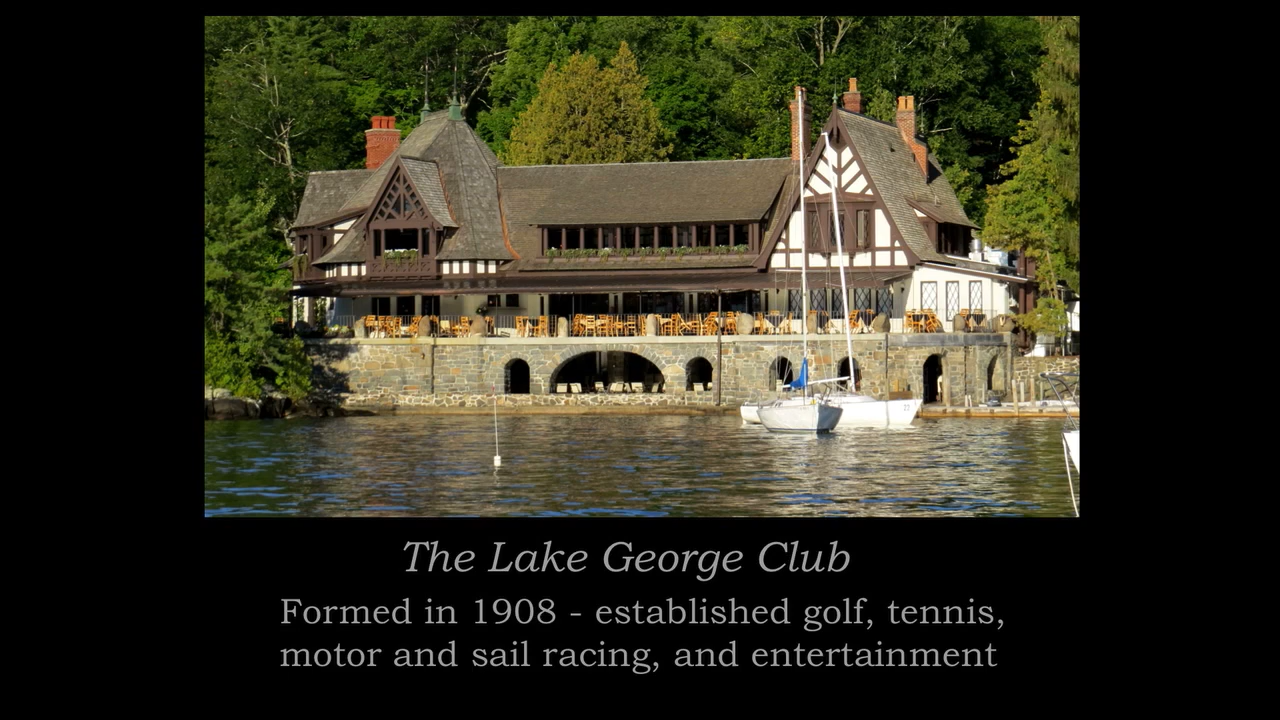 The Lake George Club
Formed in 1908 - established golf, tennis,
motor and sail racing, and entertainment